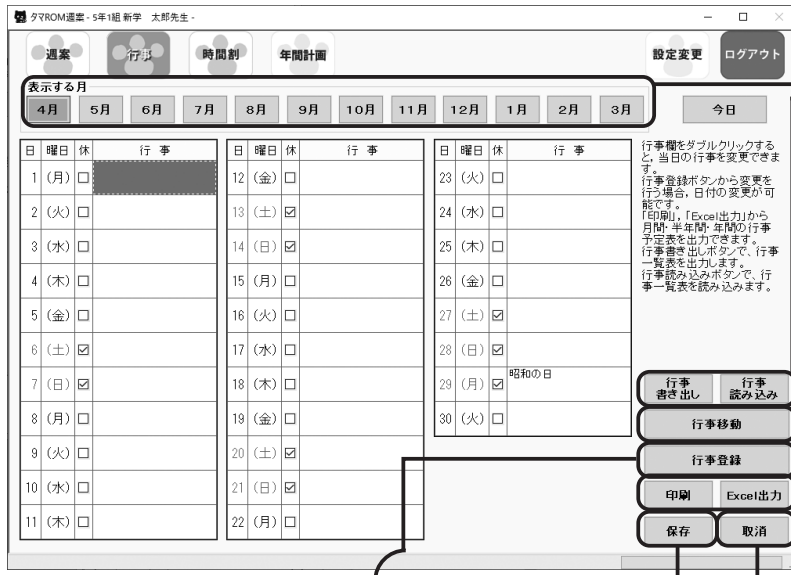 タマROM週案 - 5年1組 新学 太郎先生 -
週案 行事 時間割 年間計画 設定変更 ログアウト
表示する月
4月 5月 6月 7月 8月 9月 10月 11月 12月 1月 2月 3月 今日
日 曜日 休 行 事
1 (月)
2 (火)
3 (水)
4 (木)
5 (金)
6 (土)
7 (日)
8 (月)
9 (火)
10 (水)
11 (木)
日 曜日 休 行 事
12 (金)
13 (土)
14 (日)
15 (月)
16 (火)
17 (水)
18 (木)
19 (金)
20 (土)
21 (日)
22 (月)
日 曜日 休 行 事
23 (火)
24 (水)
25 (木)
26 (金)
27 (土)
28 (日)
29 (月) 昭和の日
30 (火)
行事欄をダブルクリックする
と,当日の行事を変更できま
す。
行事登録ボタンから変更を
行う場合,日付の変更が可
能です。
「印刷」,「Excel出力」から
月間・半年間・年間の行事
予定表を出力できます。
行事書き出しボタンで、行事
一覧表を出力します。
行事読み込みボタンで、行
事一覧表を読み込みます。
行事
書き出し
行事
読み込み
行事移動
行事登録
印刷 Excel出力
保存 取消